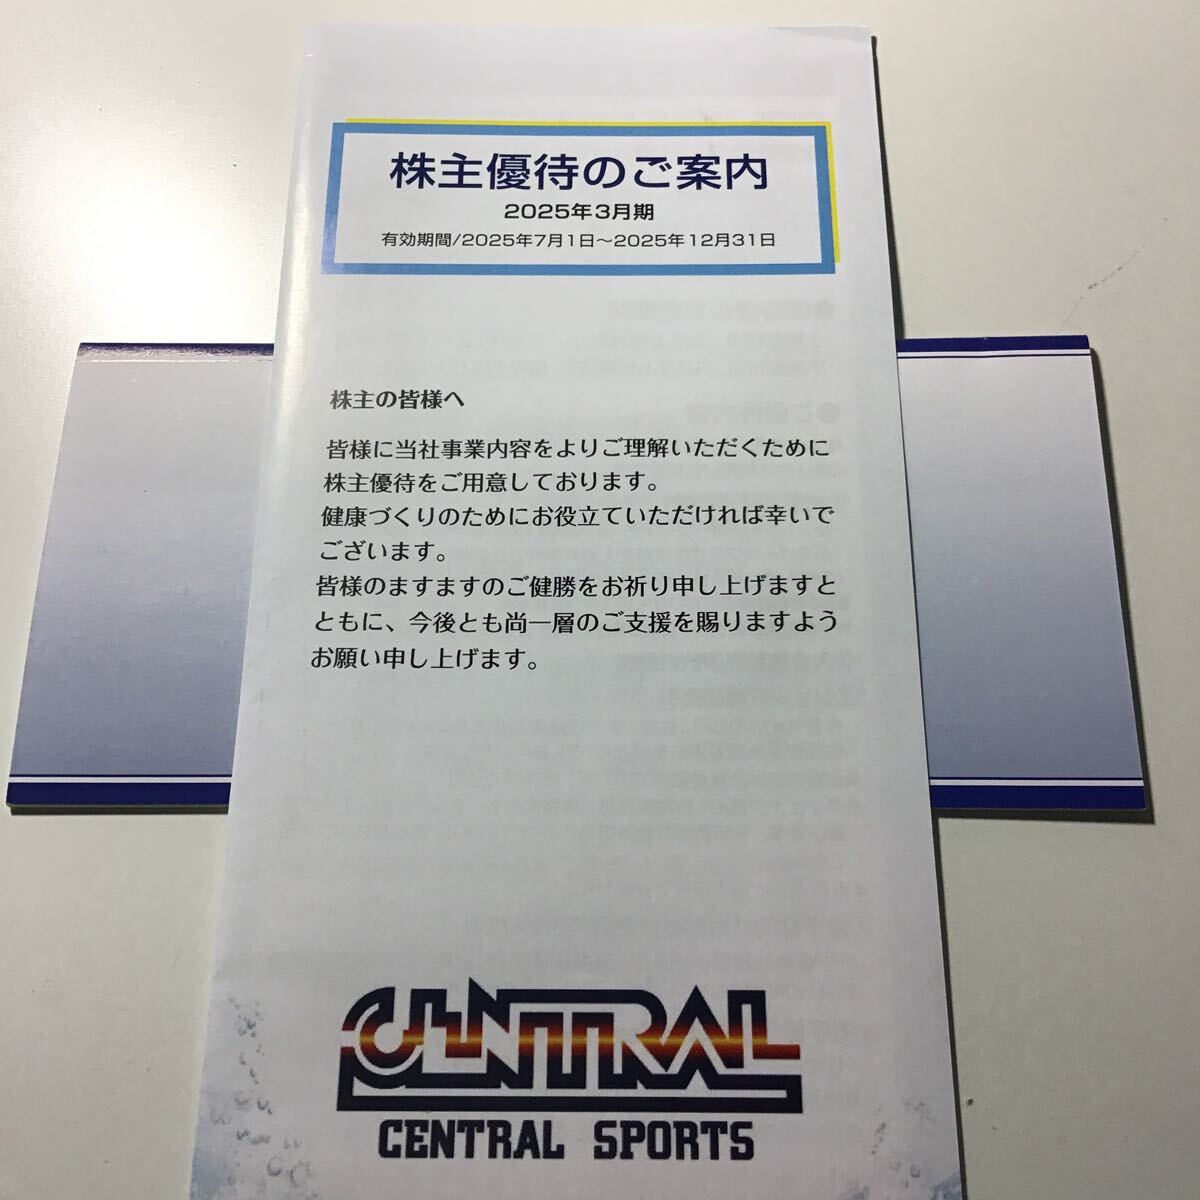 株主優待のご案内
2025年3月期
有効期間/2025年7月1日～2025年12月31日
株主の皆様へ
皆様に当社事業内容をよりご理解いただくために
株主優待をご用意しております。
健康づくりのためにお役立ていただければ幸いで
ございます。
皆様のますますのご健勝をお祈り申し上げますと
ともに、今後とも尚一層のご支援を賜りますよう
お願い申し上げます。
CENTRAL
CENTRAL SPORTS